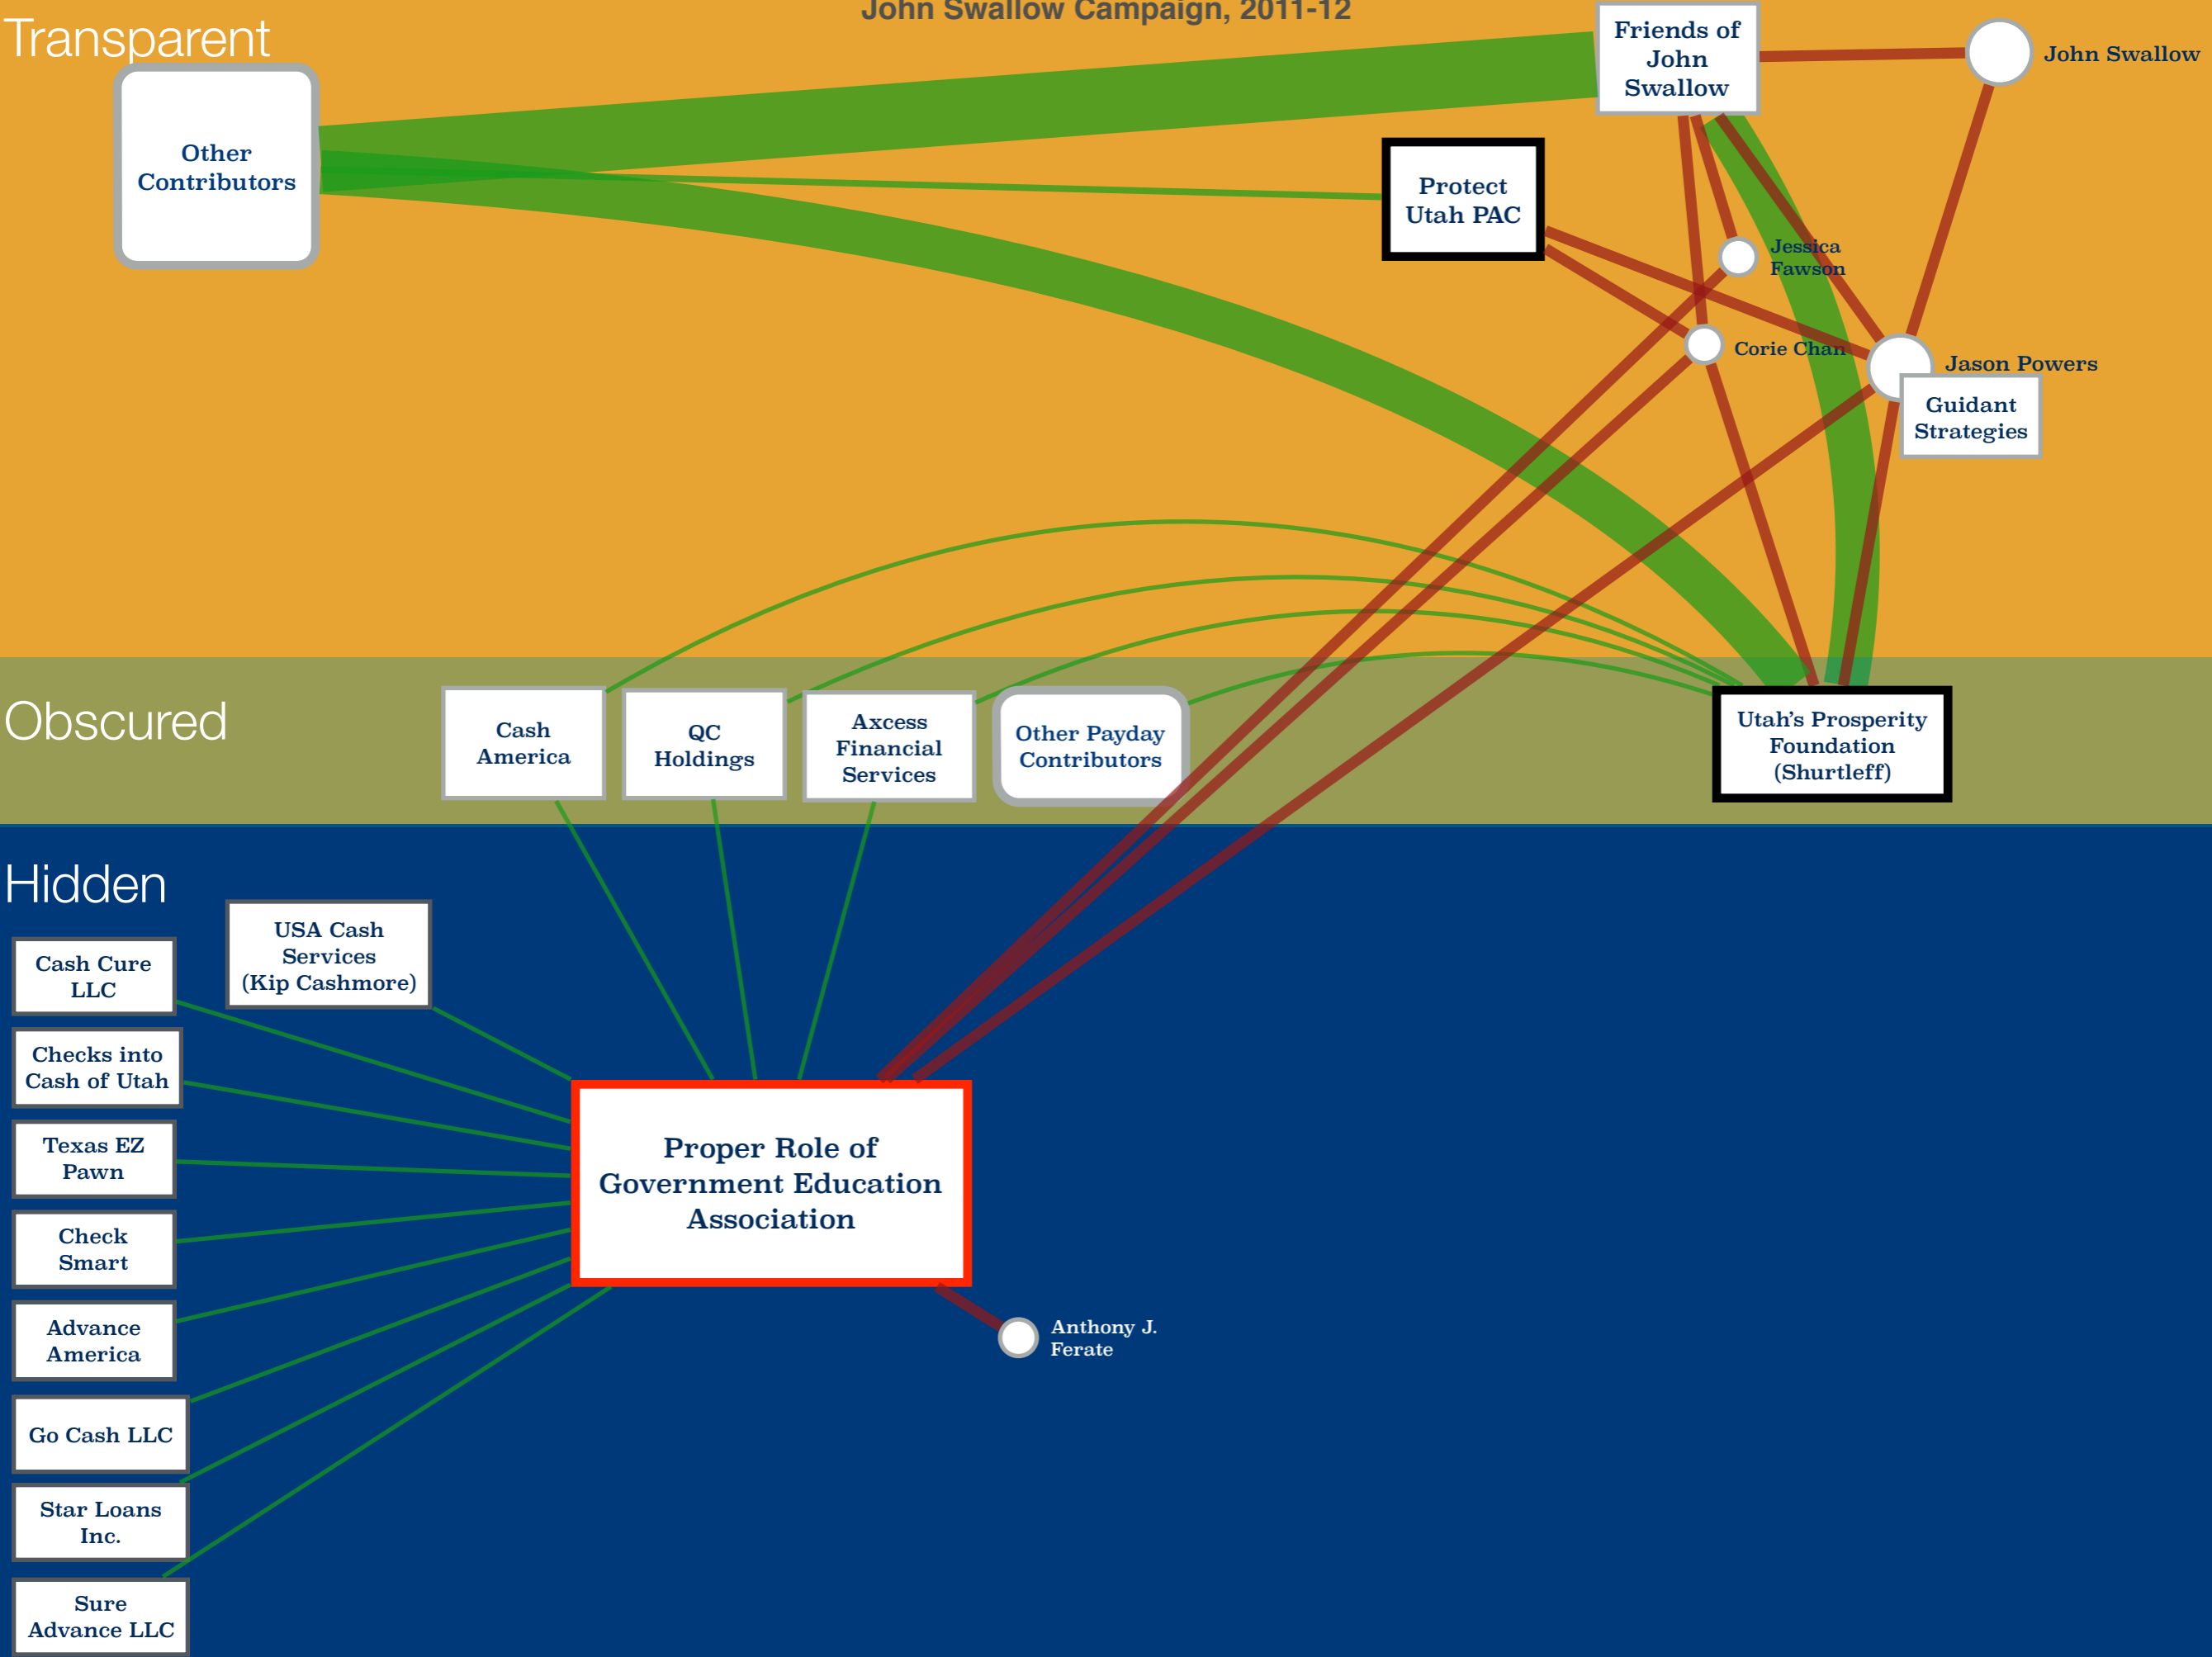 John Swallow Campaign, 2011-12
Transparent
Other
Contributors
Friends of
John
Swallow
John Swallow
Protect
Utah PAC
Jessica
Fawson
Corie Chan
Jason Powers
Guidant
Strategies
Obscured
Cash
America
QC
Holdings
Axcess
Financial
Services
Other Payday
Contributors
Utah's Prosperity
Foundation
(Shurtleff)
Hidden
USA Cash
Services
(Kip Cashmore)
Cash Cure
LLC
Checks into
Cash of Utah
Texas EZ
Pawn
Check
Smart
Advance
America
Go Cash LLC
Star Loans
Inc.
Sure
Advance LLC
Proper Role of
Government Education
Association
Anthony J.
Ferate